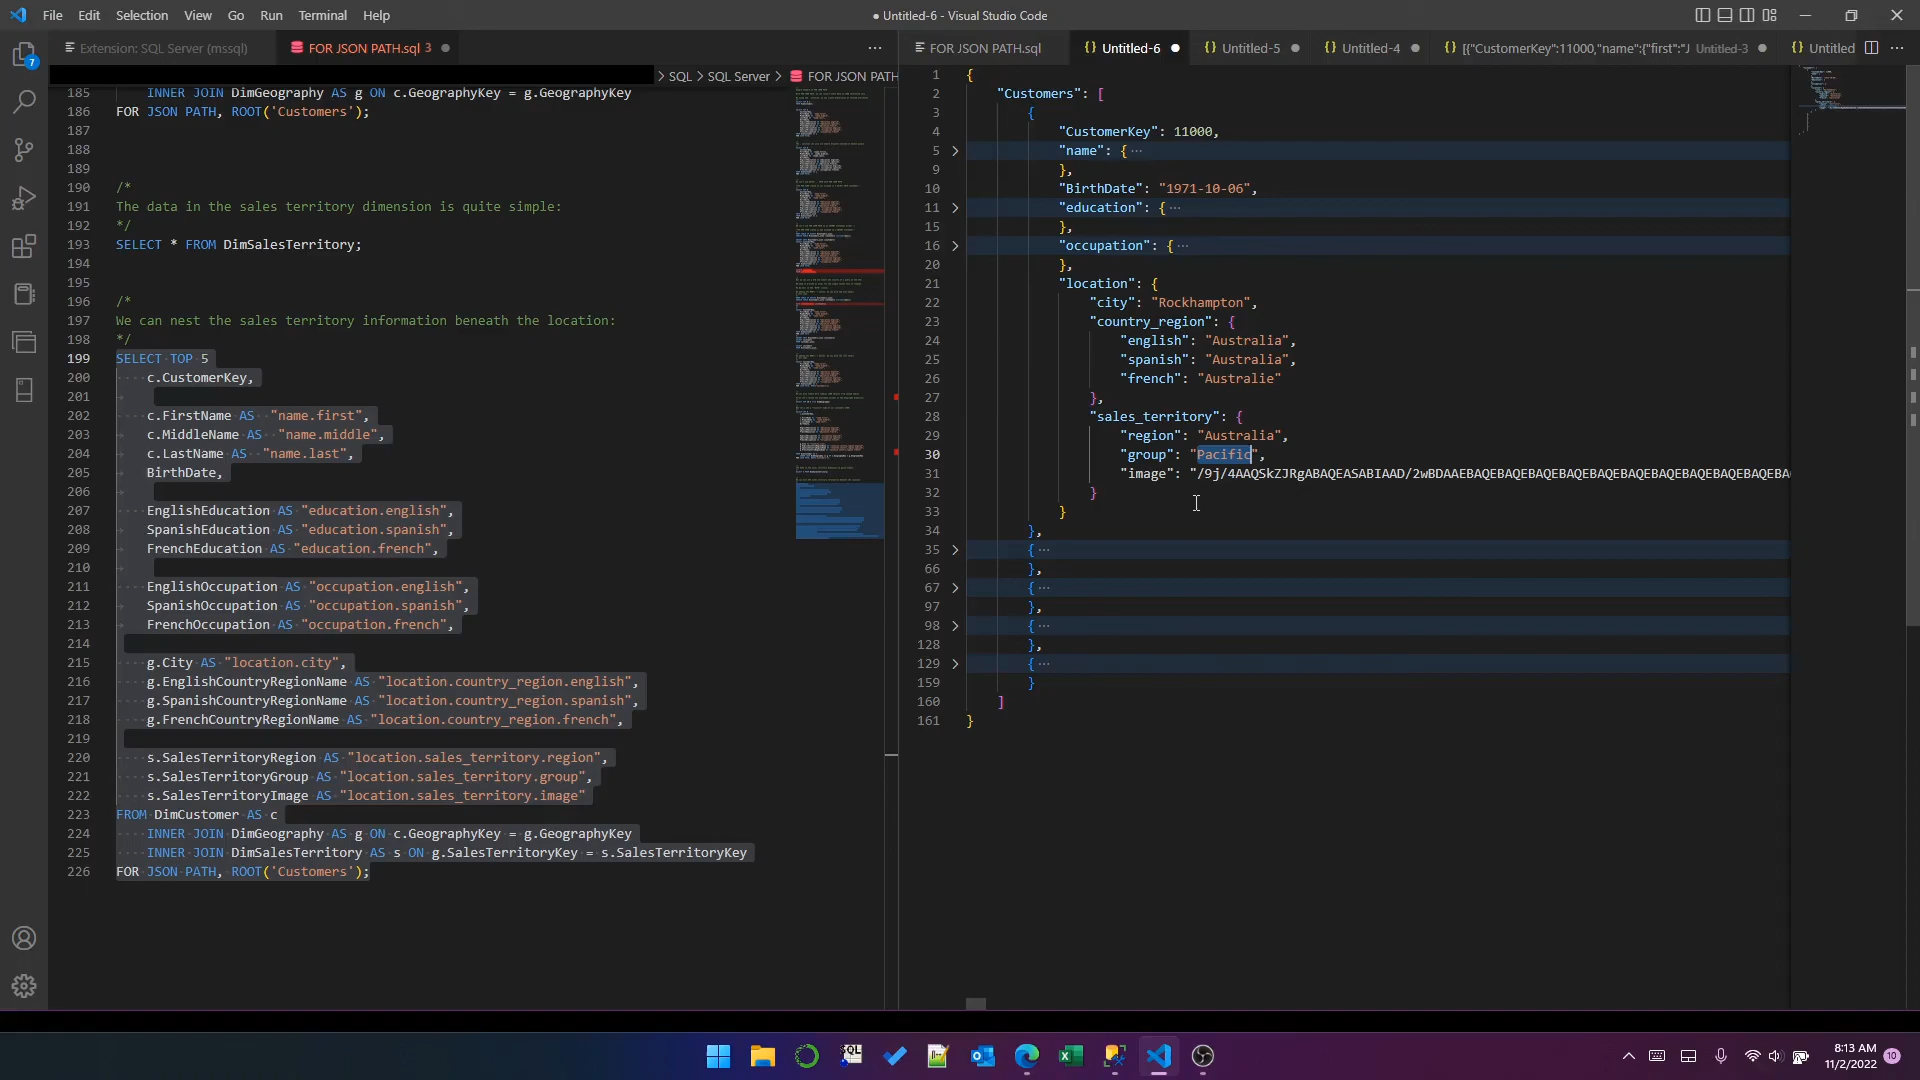 File Edit Selection View Go Run Terminal Help
● Untitled-6 - Visual Studio Code
Extension: SQL Server (mssql)
FOR JSON PATH.sql 3
> SQL > SQL Server > FOR JSON PATH
185 INNER JOIN DimGeography AS g ON c.GeographyKey = g.GeographyKey
186 FOR JSON PATH, ROOT('Customers');
187
188
189
190 /*
191 The data in the sales territory dimension is quite simple:
192 */
193 SELECT * FROM DimSalesTerritory;
194
195
196 /*
197 We can nest the sales territory information beneath the location:
198 */
199 SELECT TOP 5
200 c.CustomerKey,
201
202 c.FirstName AS "name.first",
203 c.MiddleName AS "name.middle",
204 c.LastName AS "name.last",
205 BirthDate,
206
207 EnglishEducation AS "education.english",
208 SpanishEducation AS "education.spanish",
209 FrenchEducation AS "education.french",
210
211 EnglishOccupation AS "occupation.english",
212 SpanishOccupation AS "occupation.spanish",
213 FrenchOccupation AS "occupation.french",
214
215 g.City AS "location.city",
216 g.EnglishCountryRegionName AS "location.country_region.english",
217 g.SpanishCountryRegionName AS "location.country_region.spanish",
218 g.FrenchCountryRegionName AS "location.country_region.french",
219
220 s.SalesTerritoryRegion AS "location.sales_territory.region",
221 s.SalesTerritoryGroup AS "location.sales_territory.group",
222 s.SalesTerritoryImage AS "location.sales_territory.image"
223 FROM DimCustomer AS c
224 INNER JOIN DimGeography AS g ON c.GeographyKey = g.GeographyKey
225 INNER JOIN DimSalesTerritory AS s ON g.SalesTerritoryKey = s.SalesTerritoryKey
226 FOR JSON PATH, ROOT('Customers');
FOR JSON PATH.sql
{} Untitled-6 ●
{} Untitled-5 ●
{} Untitled-4 ●
{} [{"CustomerKey":11000,"name":{"first":"J Untitled-3 ●
{} Untitled
1 {
2 "Customers": [
3 {
4 "CustomerKey": 11000,
5 "name": { ...
9 },
10 "BirthDate": "1971-10-06",
11 "education": { ...
15 },
16 "occupation": { ...
20 },
21 "location": {
22 "city": "Rockhampton",
23 "country_region": {
24 "english": "Australia",
25 "spanish": "Australia",
26 "french": "Australie"
27 },
28 "sales_territory": {
29 "region": "Australia",
30 "group": "Pacific",
31 "image": "/9j/4AAQSkZJRgABAQEASABIAAD/2wBDAAEBAQEBAQEBAQEBAQEBAQEBAQEBAQEBAQEBAQEBA
32 }
33 }
34 },
35 { ...
66 },
67 { ...
97 },
98 { ...
128 },
129 { ...
159 }
160 ]
161 }
7
SQL
8:13 AM
11/2/2022
10